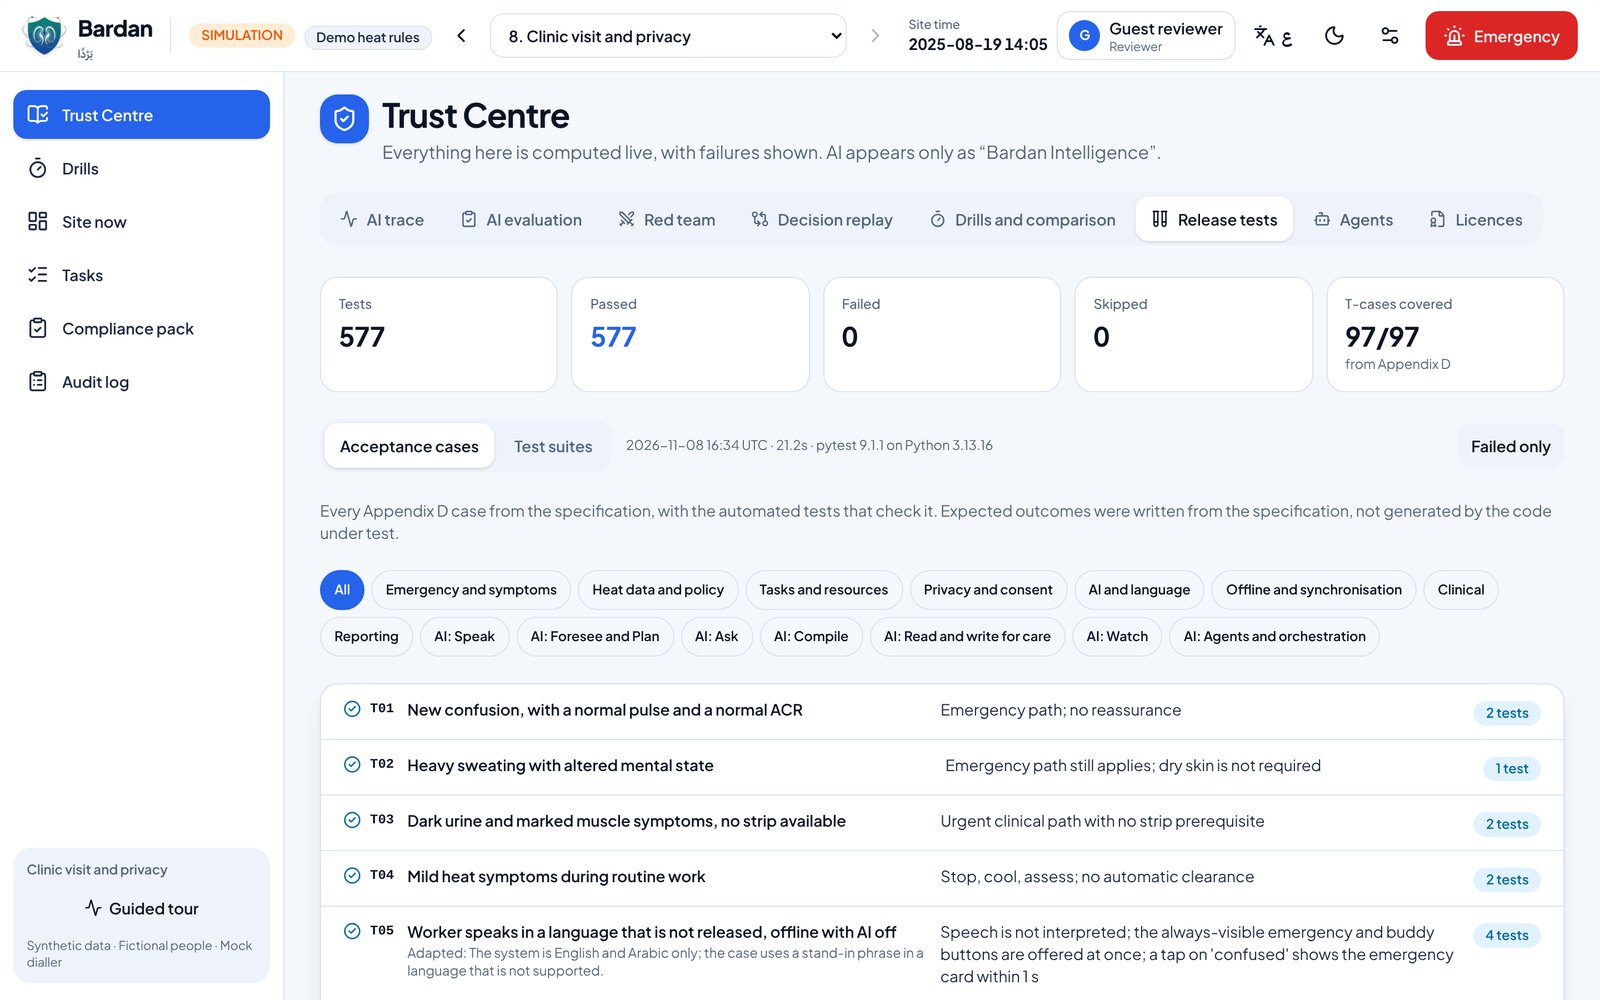 Bardan
بَرْدًا
SIMULATION
Demo heat rules
8. Clinic visit and privacy
Site time
2025-08-19 14:05
G
Guest reviewer
Reviewer
ع
Emergency
Trust Centre
Drills
Site now
Tasks
Compliance pack
Audit log
Clinic visit and privacy
Guided tour
Synthetic data · Fictional people · Mock
dialler
Trust Centre
Everything here is computed live, with failures shown. AI appears only as “Bardan Intelligence”.
AI trace
AI evaluation
Red team
Decision replay
Drills and comparison
Release tests
Agents
Licences
Tests
577
Passed
577
Failed
0
Skipped
0
T-cases covered
97/97
from Appendix D
Acceptance cases
Test suites
2026-11-08 16:34 UTC · 21.2s · pytest 9.1.1 on Python 3.13.16
Failed only
Every Appendix D case from the specification, with the automated tests that check it. Expected outcomes were written from the specification, not generated by the code
under test.
All
Emergency and symptoms
Heat data and policy
Tasks and resources
Privacy and consent
AI and language
Offline and synchronisation
Clinical
Reporting
AI: Speak
AI: Foresee and Plan
AI: Ask
AI: Compile
AI: Read and write for care
AI: Watch
AI: Agents and orchestration
T01 New confusion, with a normal pulse and a normal ACR
Emergency path; no reassurance
2 tests
T02 Heavy sweating with altered mental state
Emergency path still applies; dry skin is not required
1 test
T03 Dark urine and marked muscle symptoms, no strip available
Urgent clinical path with no strip prerequisite
2 tests
T04 Mild heat symptoms during routine work
Stop, cool, assess; no automatic clearance
2 tests
T05 Worker speaks in a language that is not released, offline with AI off
Adapted: The system is English and Arabic only; the case uses a stand-in phrase in a
language that is not supported.
Speech is not interpreted; the always-visible emergency and buddy
buttons are offered at once; a tap on 'confused' shows the emergency
card within 1 s
4 tests